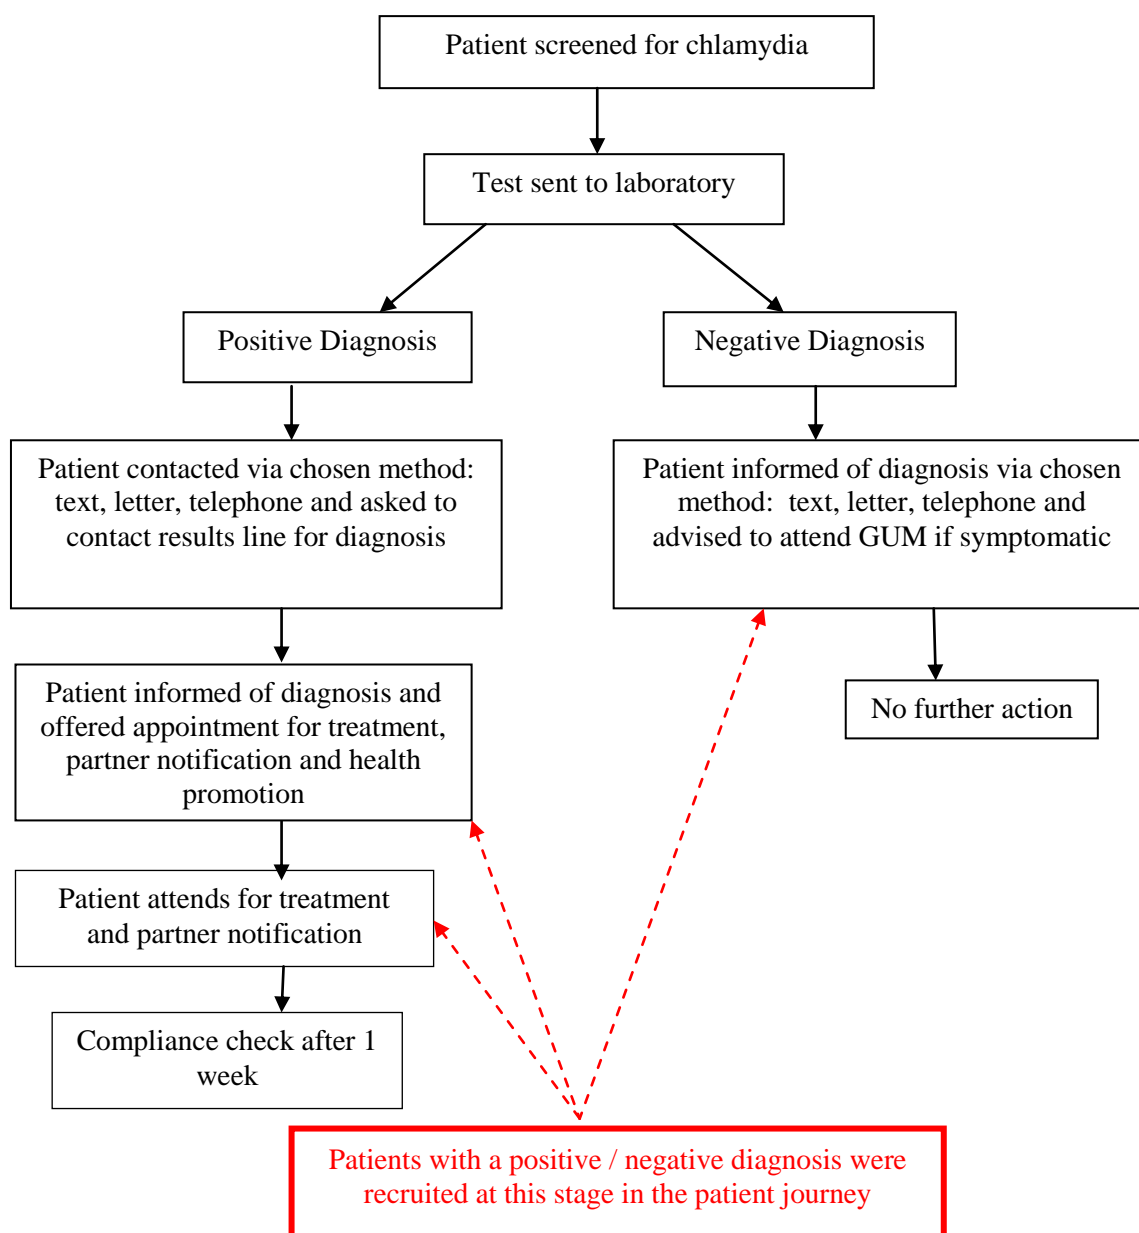 Patient screened for chlamydia
Test sent to laboratory
Positive Diagnosis
Negative Diagnosis
Patient contacted via chosen method:
text, letter, telephone and asked to
contact results line for diagnosis
Patient informed of diagnosis via chosen
method:  text, letter, telephone and
advised to attend GUM if symptomatic
Patient informed of diagnosis and
offered appointment for treatment,
partner notification and health
promotion
No further action
Patient attends for treatment
and partner notification
Compliance check after 1
week
Patients with a positive / negative diagnosis were
recruited at this stage in the patient journey